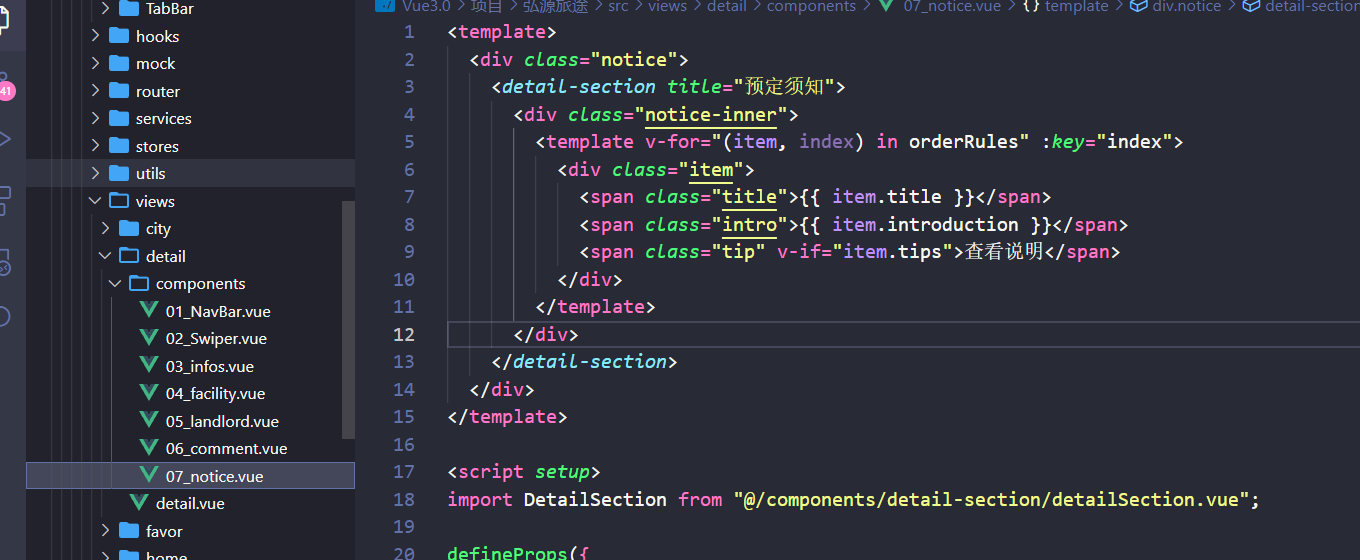 TabBar
hooks
mock
router
services
stores
utils
views
city
detail
components
01_NavBar.vue
02_Swiper.vue
03_infos.vue
04_facility.vue
05_landlord.vue
06_comment.vue
07_notice.vue
detail.vue
favor
home
41
Vue3.0 > 项目 > 弘源旅途 > src > views > detail > components > 07_notice.vue > {} template > div.notice > detail-section
1 <template>
2 <div class="notice">
3 <detail-section title="预定须知">
4 <div class="notice-inner">
5 <template v-for="(item, index) in orderRules" :key="index">
6 <div class="item">
7 <span class="title">{{ item.title }}</span>
8 <span class="intro">{{ item.introduction }}</span>
9 <span class="tip" v-if="item.tips">查看说明</span>
10 </div>
11 </template>
12 </div>
13 </detail-section>
14 </div>
15 </template>
16
17 <script setup>
18 import DetailSection from "@/components/detail-section/detailSection.vue";
19
20 defineProps({